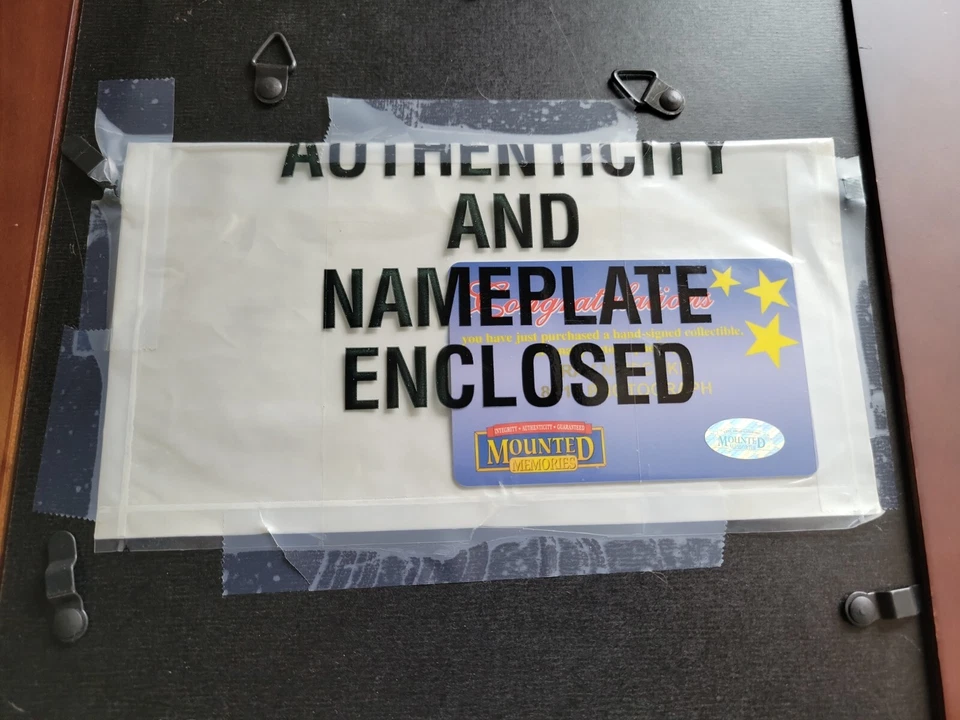 AUTHENTICITY
AND
NAMEPLATE
ENCLOSED
Congratulations
you have just purchased a hand-signed collectible.
INTEGRITY • AUTHENTICITY • GUARANTEED
MOUNTED
MEMORIES
MOUNTED